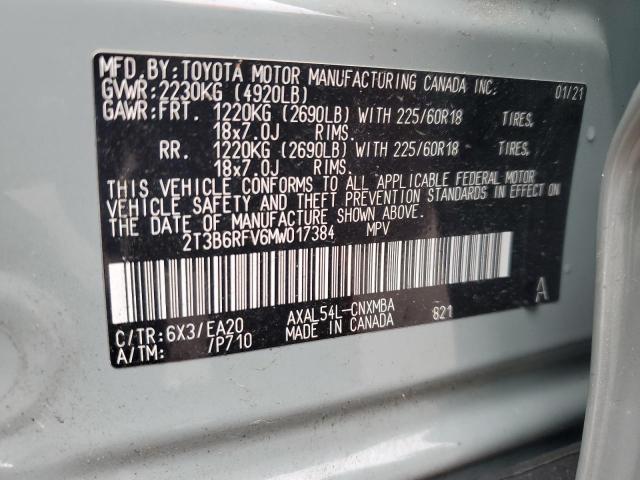 MFD.BY:TOYOTA MOTOR MANUFACTURING CANADA INC.
GVWR:2230KG (4920LB) 01/21
GAWR:FRT. 1220KG (2690LB) WITH 225/60R18 TIRES,
18x7.0J RIMS.
RR. 1220KG (2690LB) WITH 225/60R18 TIRES,
18x7.0J RIMS.
THIS VEHICLE CONFORMS TO ALL APPLICABLE FEDERAL MOTOR
VEHICLE SAFETY AND THEFT PREVENTION STANDARDS IN EFFECT ON
THE DATE OF MANUFACTURE SHOWN ABOVE.
2T3B6RFV6MW017384 MPV
A
C/TR:6X3/EA20 AXAL54L-CNXMBA 821
A/TM: /P710 MADE IN CANADA